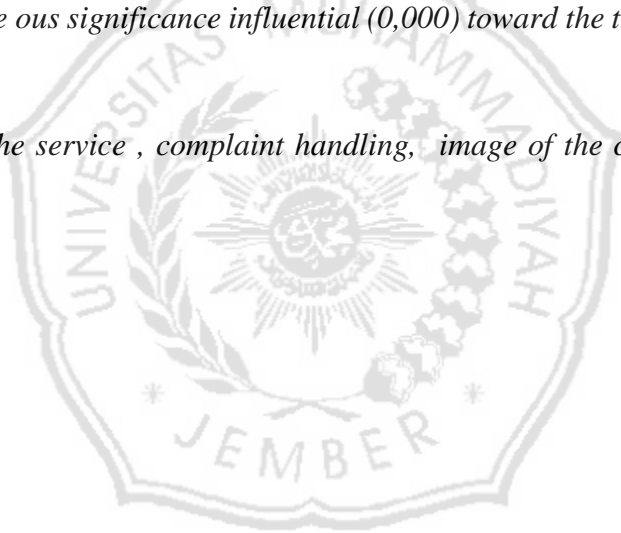 e ous significance influential (0,000) toward the t
he service , complaint handling, image of the c
UNIVERSITAS MUHAMMADIYAH
* JEMBER *